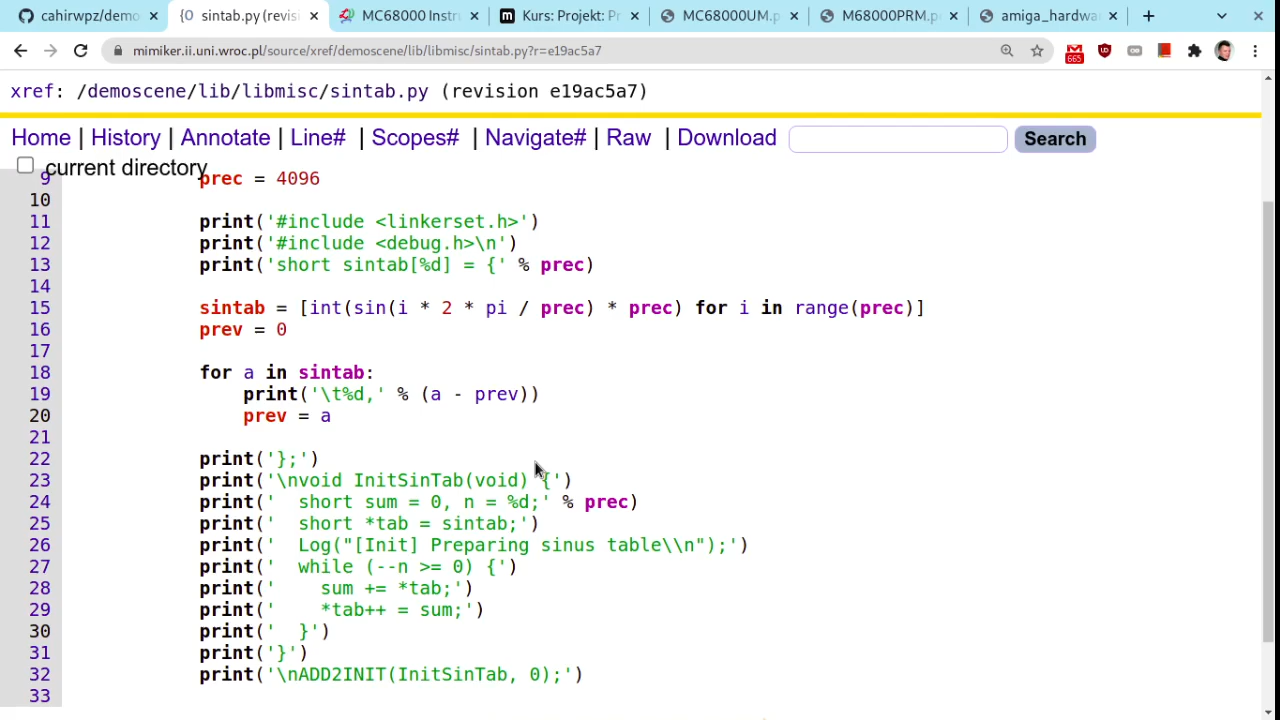 cahirwpz/demo
sintab.py (revis
MC68000 Instr
Kurs: Projekt: Pr
MC68000UM.p
M68000PRM.p
amiga_hardwa
mimiker.ii.uni.wroc.pl/source/xref/demoscene/lib/libmisc/sintab.py?r=e19ac5a7
665
xref: /demoscene/lib/libmisc/sintab.py (revision e19ac5a7)
Home | History | Annotate | Line# | Scopes# | Navigate# | Raw | Download Search
current directory
9 prec = 4096
10
11 print('#include <linkerset.h>')
12 print('#include <debug.h>\n')
13 print('short sintab[%d] = {' % prec)
14
15 sintab = [int(sin(i * 2 * pi / prec) * prec) for i in range(prec)]
16 prev = 0
17
18 for a in sintab:
19 print('\t%d,' % (a - prev))
20 prev = a
21
22 print('};')
23 print('\nvoid InitSinTab(void) {')
24 print('  short sum = 0, n = %d;' % prec)
25 print('  short *tab = sintab;')
26 print('  Log("[Init] Preparing sinus table\\n");')
27 print('  while (--n >= 0) {')
28 print('    sum += *tab;')
29 print('    *tab++ = sum;')
30 print('  }')
31 print('}')
32 print('\nADD2INIT(InitSinTab, 0);')
33